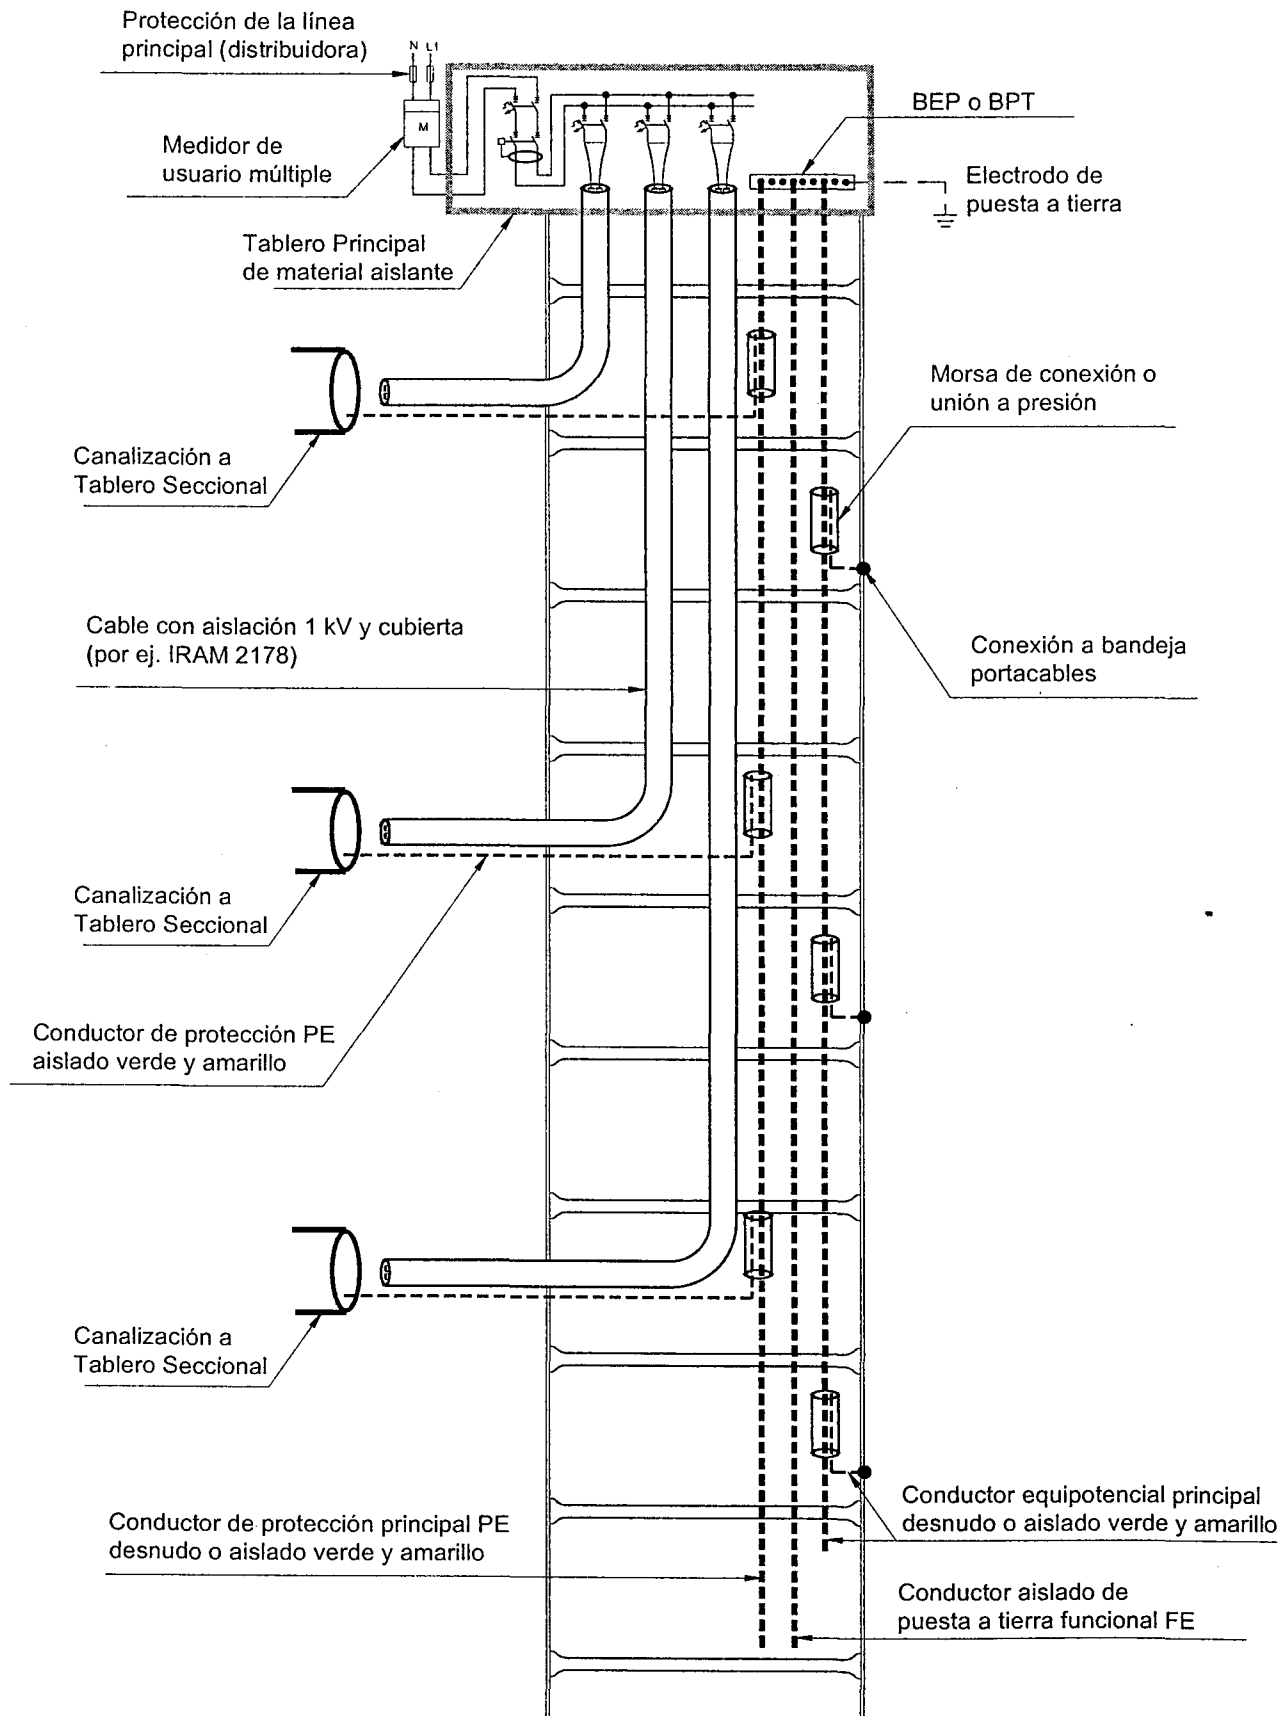 Protección de la línea
principal (distribuidora)
N L1
M
Medidor de
usuario múltiple
BEP o BPT
Electrodo de
puesta a tierra
Tablero Principal
de material aislante
Morsa de conexión o
unión a presión
Canalización a
Tablero Seccional
Cable con aislación 1 kV y cubierta
(por ej. IRAM 2178)
Conexión a bandeja
portacables
Canalización a
Tablero Seccional
Conductor de protección PE
aislado verde y amarillo
Canalización a
Tablero Seccional
Conductor equipotencial principal
desnudo o aislado verde y amarillo
Conductor de protección principal PE
desnudo o aislado verde y amarillo
Conductor aislado de
puesta a tierra funcional FE